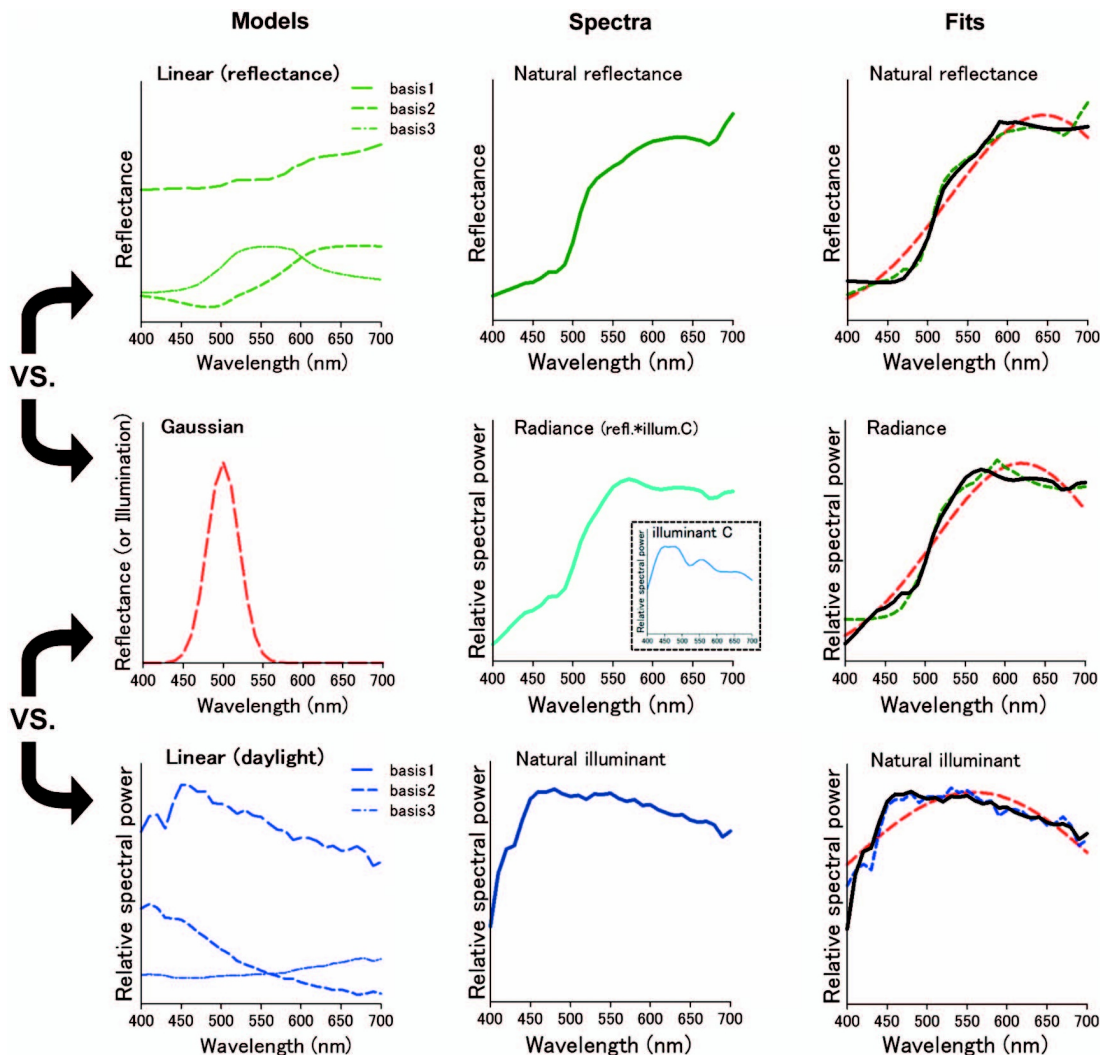 Models
Spectra
Fits
Linear (reflectance)
basis1
basis2
basis3
Reflectance
400 450 500 550 600 650 700
Wavelength (nm)
Natural reflectance
Reflectance
400 450 500 550 600 650 700
Wavelength (nm)
Natural reflectance
Reflectance
400 450 500 550 600 650 700
Wavelength (nm)
VS.
Gaussian
Reflectance (or Illumination)
400 450 500 550 600 650 700
Wavelength (nm)
Radiance (refl.*illum.C)
Relative spectral power
illuminant C
Relative spectral power
400 450 500 550 600 650 700
400 450 500 550 600 650 700
Wavelength (nm)
Radiance
Relative spectral power
400 450 500 550 600 650 700
Wavelength (nm)
VS.
Linear (daylight)
basis1
basis2
basis3
Relative spectral power
400 450 500 550 600 650 700
Wavelength (nm)
Natural illuminant
Relative spectral power
400 450 500 550 600 650 700
Wavelength (nm)
Natural illuminant
Relative spectral power
400 450 500 550 600 650 700
Wavelength (nm)